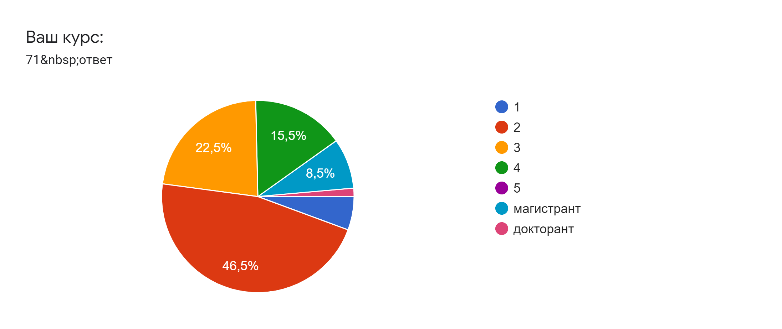 Ваш курс:
71&nbsp;ответ
22,5%
15,5%
8,5%
46,5%
1
2
3
4
5
магистрант
докторант